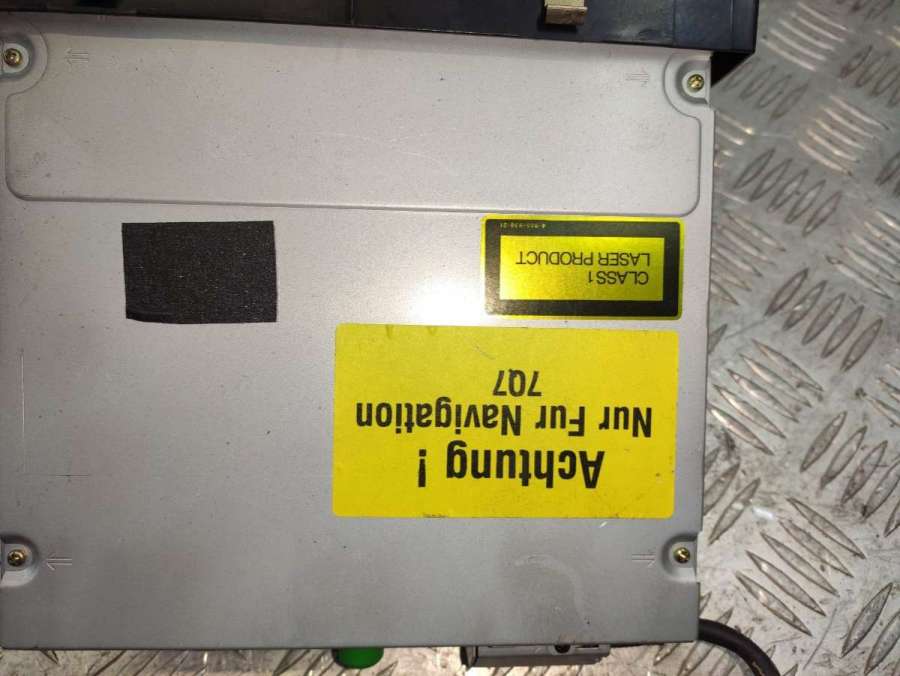 Achtung !
Nur Fur Navigation
7Q7
CLASS 1
LASER PRODUCT